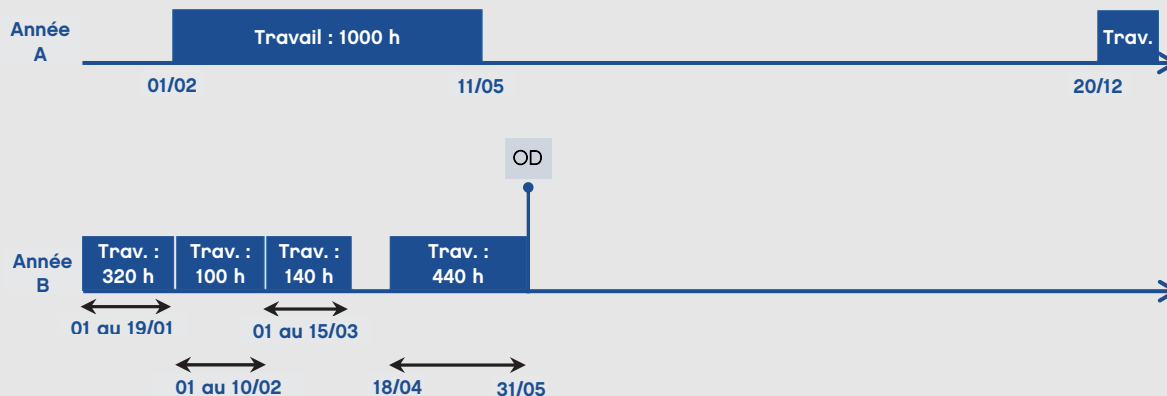 Année
A
Travail : 1000 h
Trav.
01/02
11/05
20/12
OD
Année
B
Trav. :
320 h
Trav. :
100 h
Trav. :
140 h
Trav. :
440 h
01 au 19/01
01 au 15/03
01 au 10/02
18/04
31/05